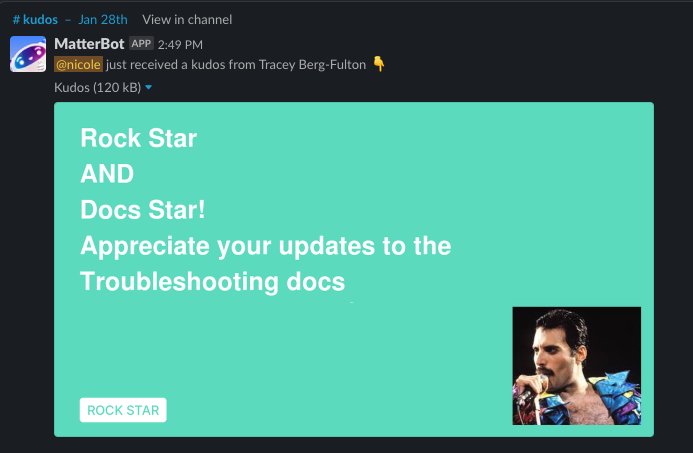 # kudos – Jan 28th View in channel
MatterBot APP 2:49 PM
@nicole just received a kudos from Tracey Berg-Fulton 👇
Kudos (120 kB)
Rock Star
AND
Docs Star!
Appreciate your updates to the
Troubleshooting docs
ROCK STAR